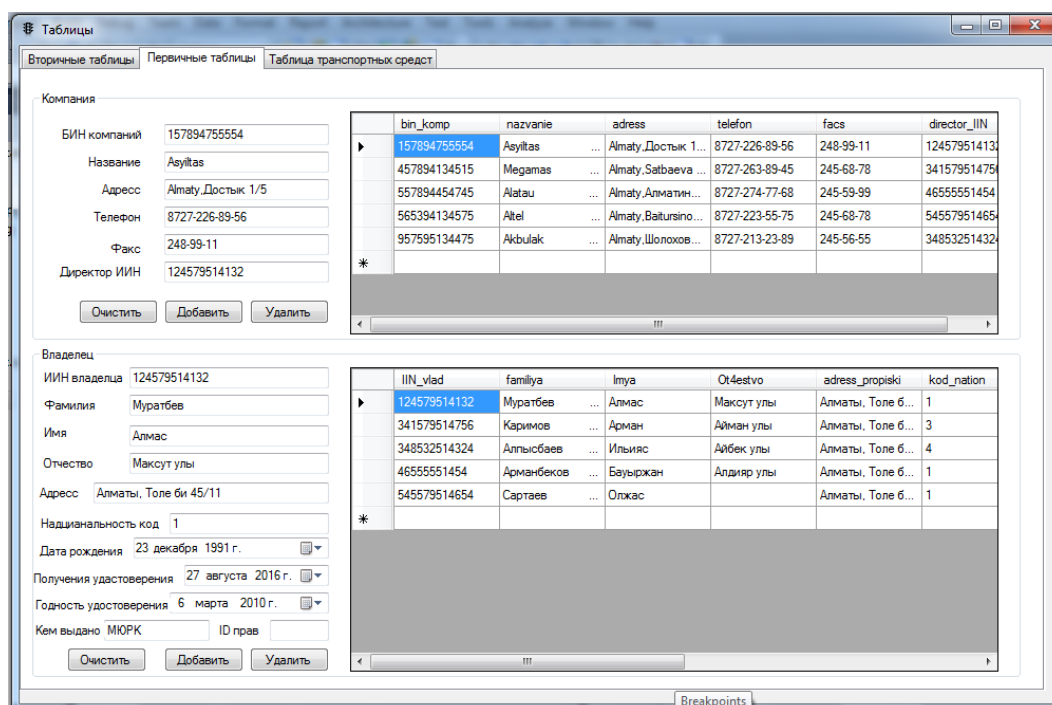 Таблицы
Вторичные таблицы Первичные таблицы Таблица транспортных средст
Компания
БИН компаний 157894755554
Название Asyltas
Адресс Almaty,Достык 1/5
Телефон 8727-226-89-56
Факс 248-99-11
Директор ИИН 124579514132
Очистить Добавить Удалить
bin_komp nazvanie adress telefon facs director_IIN
157894755554 Asyltas ... Almaty,Достык 1... 8727-226-89-56 248-99-11 124579514132
457894134515 Megamas ... Almaty,Satbaeva ... 8727-263-89-45 245-68-78 341579514756
557894454745 Alatau ... Almaty,Алматин... 8727-274-77-68 245-59-99 46555551454
565394134575 Altel ... Almaty,Baitursino... 8727-223-55-75 245-68-78 545579514654
957595134475 Akbulak ... Almaty,Шолохов... 8727-213-23-89 245-56-55 348532514324
Владелец
ИИН владелца 124579514132
Фамилия Муратбев
Имя Алмас
Отчество Максут улы
Адресс Алматы, Толе би 45/11
Надцианальность код 1
Дата рождения 23 декабря 1991 г.
Получения удастоверения 27 августа 2016 г.
Годность удостоверения 6 марта 2010 г.
Кем выдано МЮРК ID прав
Очистить Добавить Удалить
IIN_vlad familiya Imya Ot4estvo adress_propiski kod_nation
124579514132 Муратбев ... Алмас Максут улы Алматы, Толе б... 1
341579514756 Каримов ... Арман Айман улы Алматы, Толе б... 3
348532514324 Алпысбаев ... Ильияс Айбек улы Алматы, Толе б... 4
46555551454 Арманбеков ... Бауыржан Алдияр улы Алматы, Толе б... 1
545579514654 Сартаев ... Олжас Алматы, Толе б... 1
Breakpoints